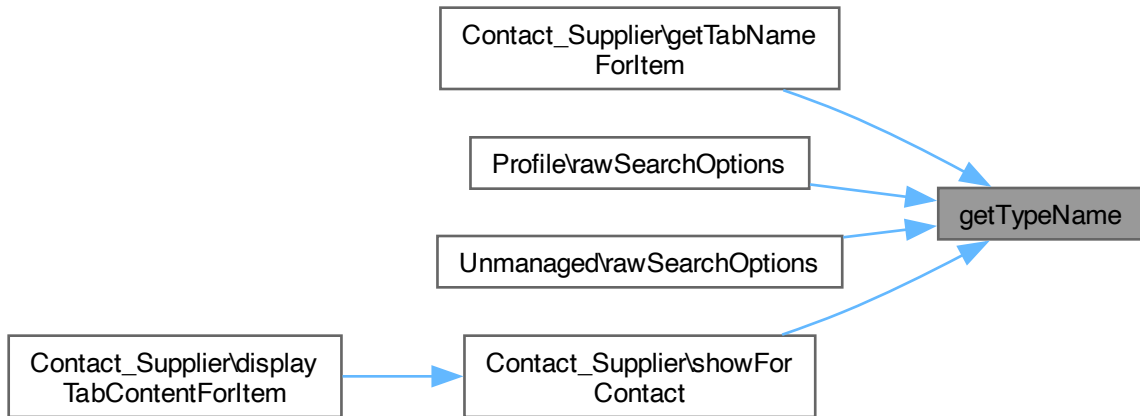 Contact_Supplier\getTabName
ForItem
Profile\rawSearchOptions
getTypeName
Unmanaged\rawSearchOptions
Contact_Supplier\display
TabContentForItem
Contact_Supplier\showFor
Contact